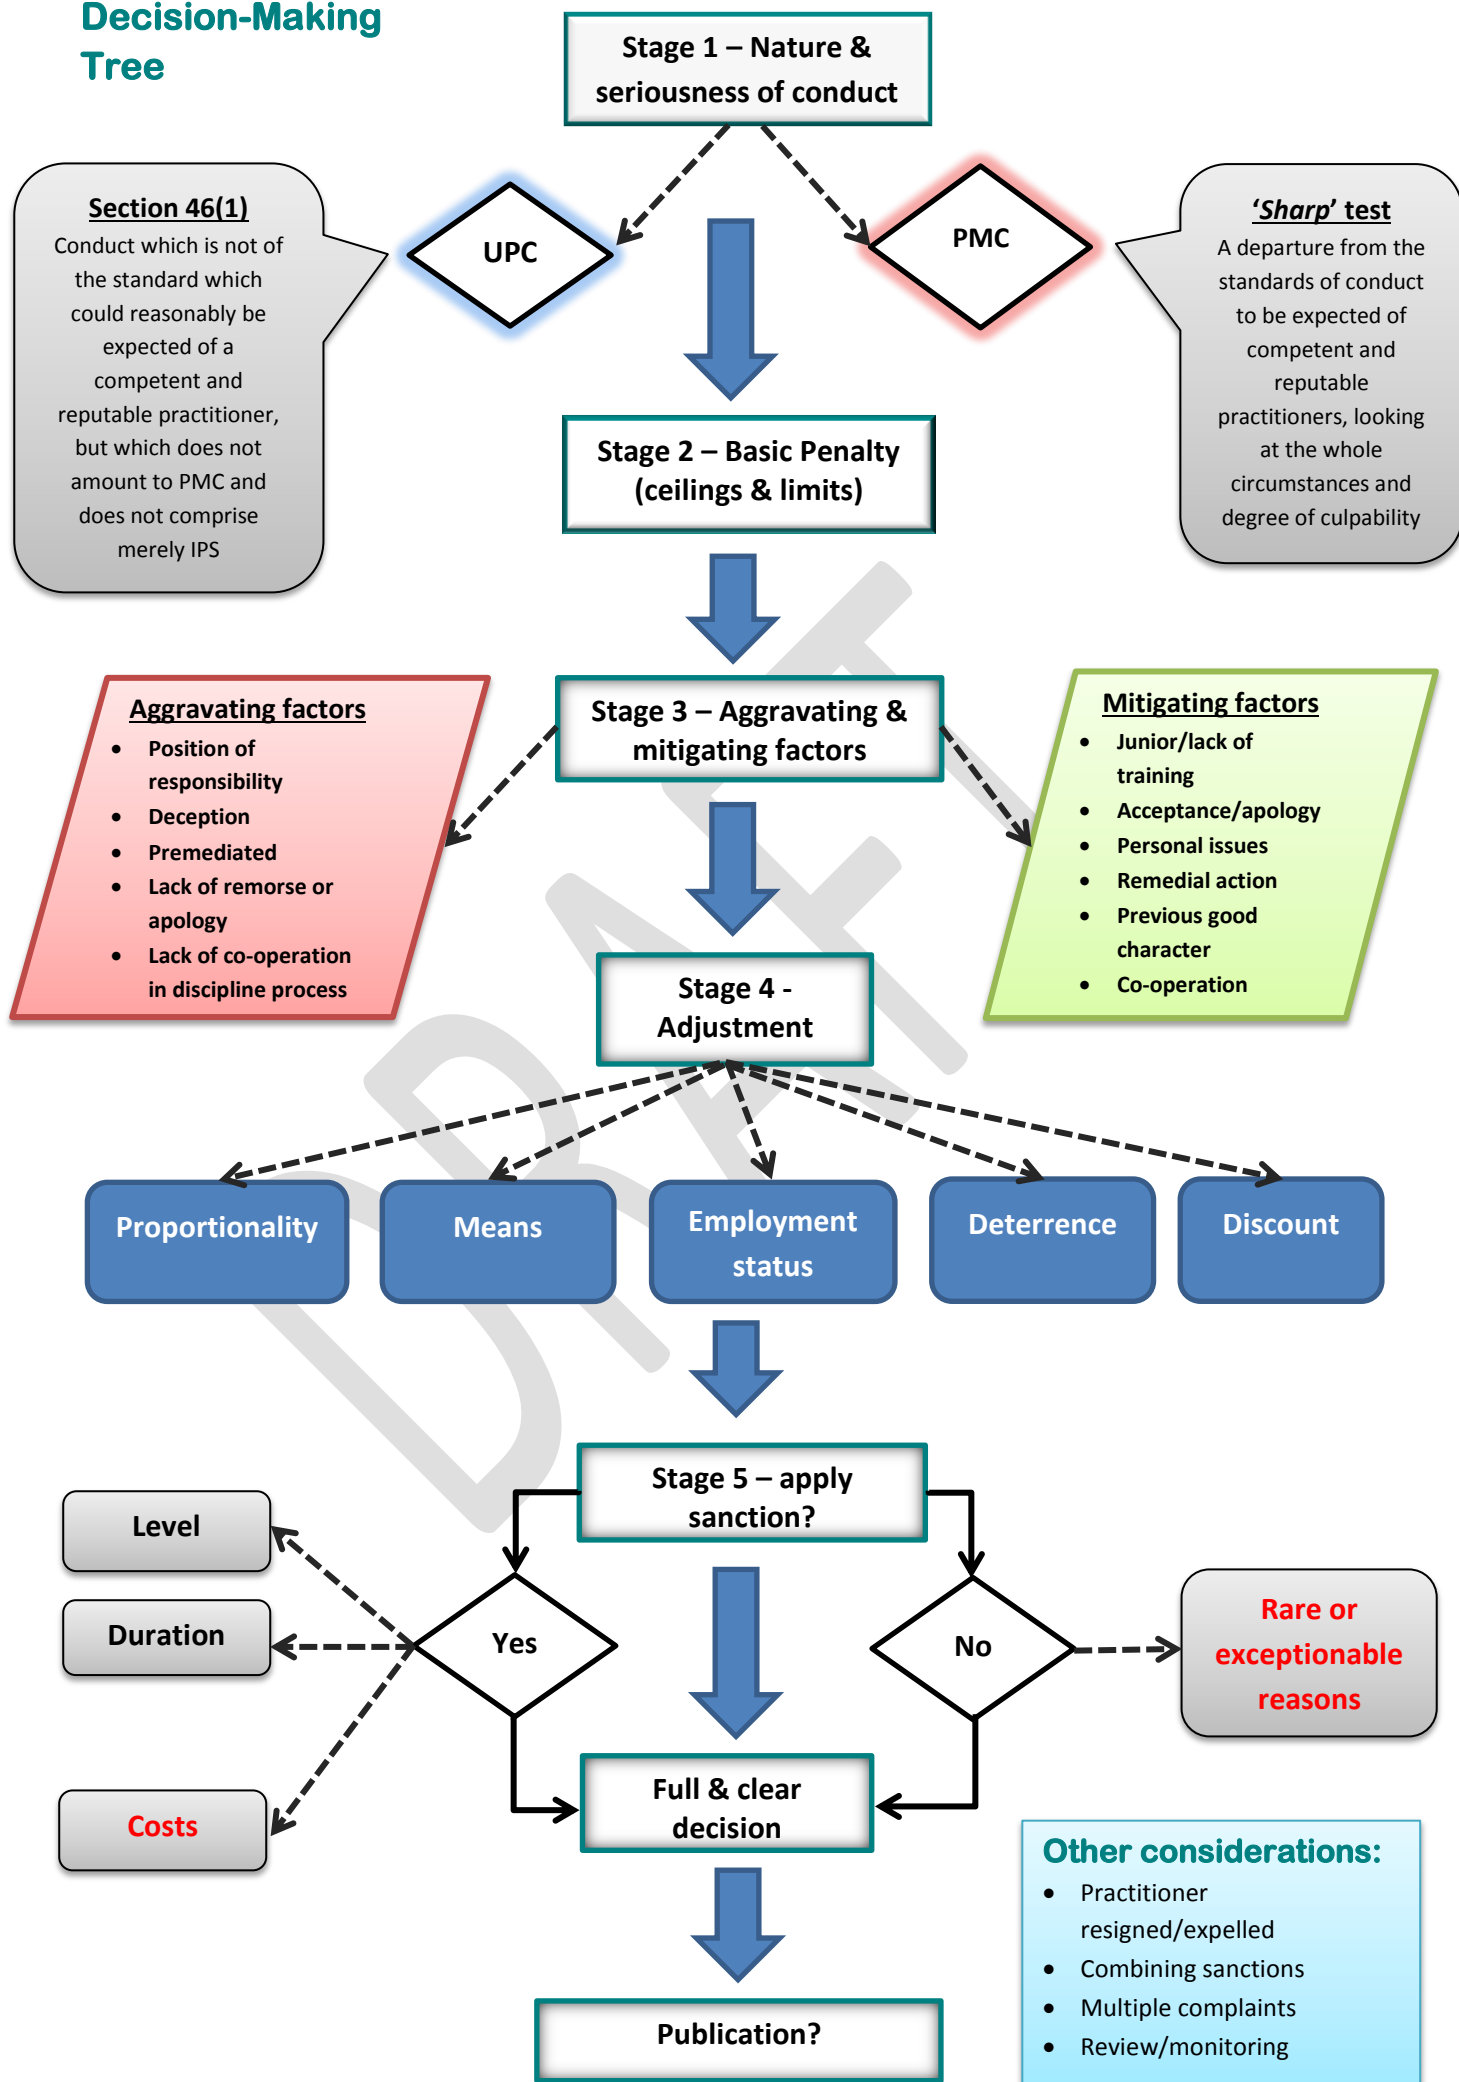 Decision-Making
Tree
Stage 1 – Nature &
seriousness of conduct
Section 46(1)
Conduct which is not of
the standard which
could reasonably be
expected of a
competent and
reputable practitioner,
but which does not
amount to PMC and
does not comprise
merely IPS
UPC
PMC
‘Sharp’ test
A departure from the
standards of conduct
to be expected of
competent and
reputable
practitioners, looking
at the whole
circumstances and
degree of culpability
Stage 2 – Basic Penalty
(ceilings & limits)
Stage 3 – Aggravating &
mitigating factors
Aggravating factors
• Position of
responsibility
• Deception
• Premediated
• Lack of remorse or
apology
• Lack of co-operation
in discipline process
Mitigating factors
• Junior/lack of
training
• Acceptance/apology
• Personal issues
• Remedial action
• Previous good
character
• Co-operation
Stage 4 -
Adjustment
Proportionality
Means
Employment
status
Deterrence
Discount
Stage 5 – apply
sanction?
Level
Duration
Costs
Yes
No
Rare or
exceptionable
reasons
Full & clear
decision
Publication?
Other considerations:
• Practitioner
resigned/expelled
• Combining sanctions
• Multiple complaints
• Review/monitoring
DRAFT